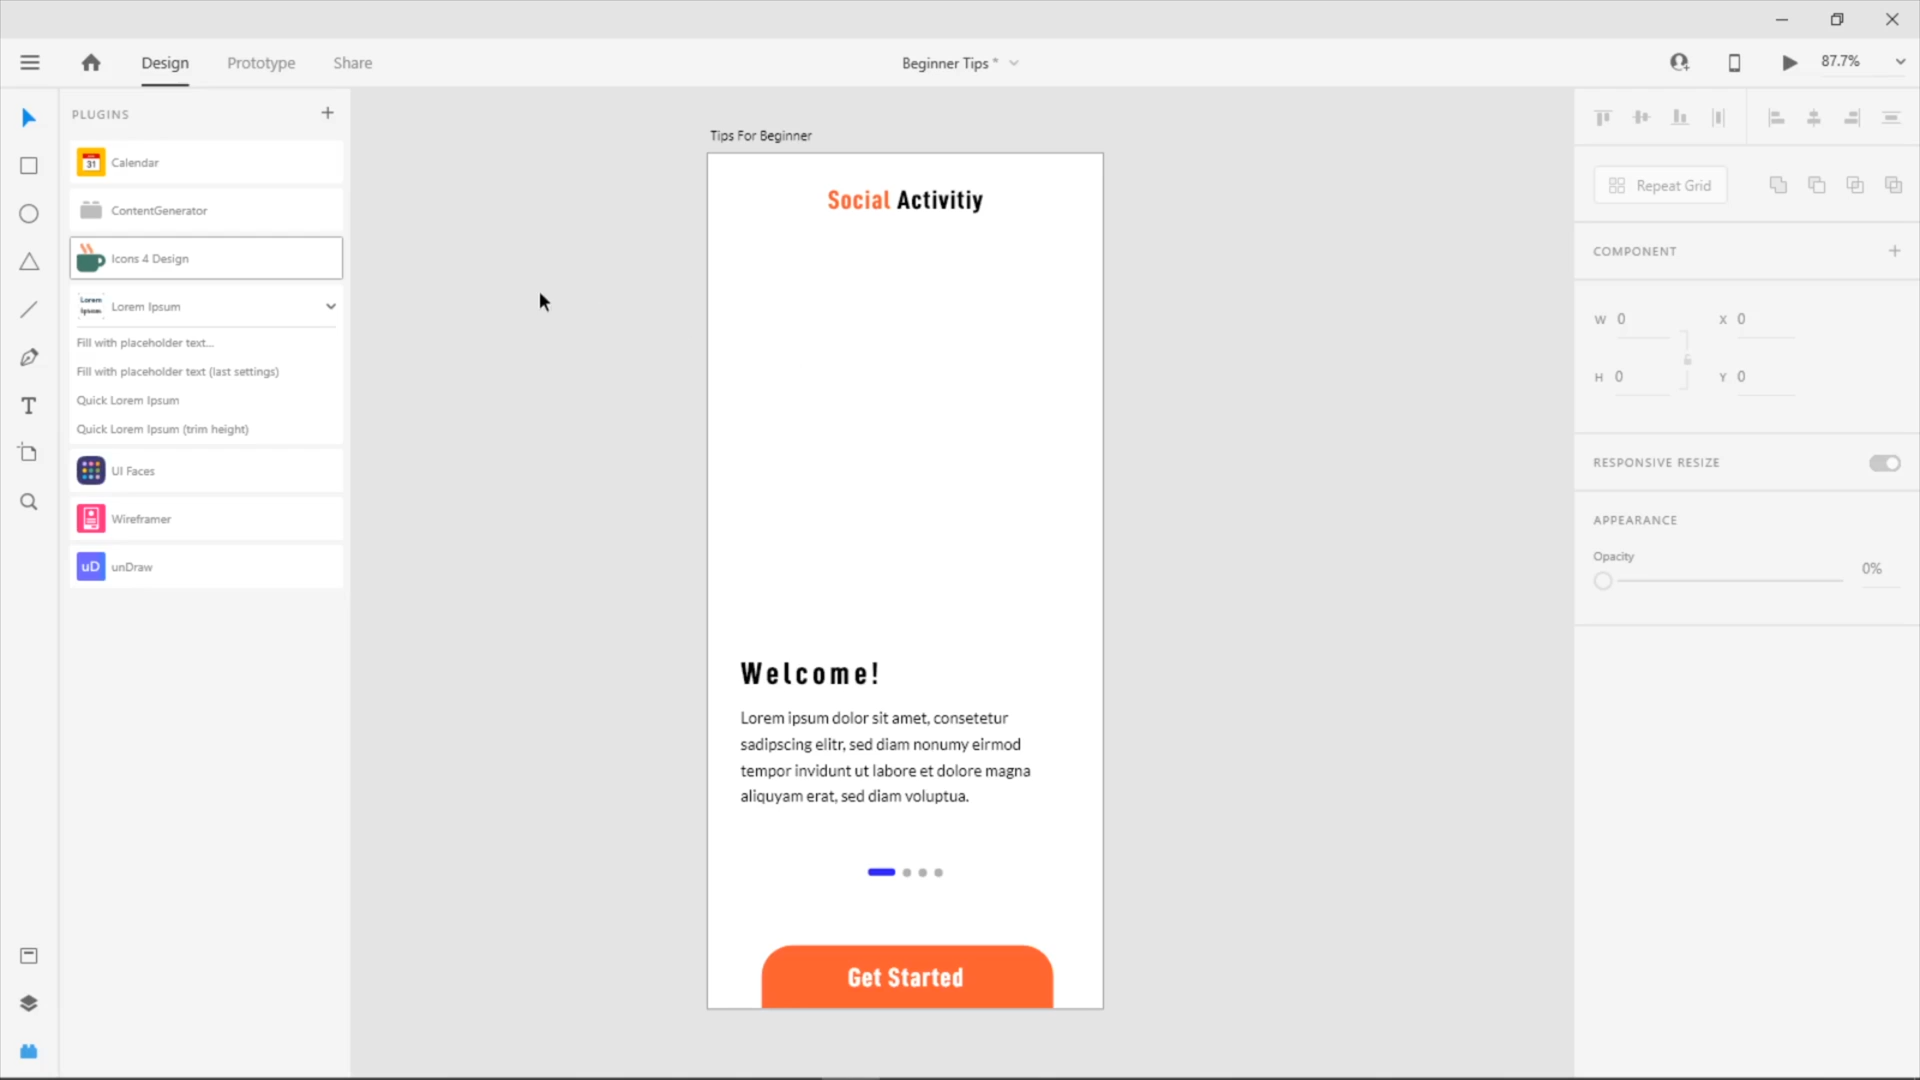 Design
Prototype
Share
Beginner Tips *
87.7%
PLUGINS
+
31
Calendar
ContentGenerator
Icons 4 Design
Lorem
Ipsum
Lorem Ipsum
Fill with placeholder text...
Fill with placeholder text (last settings)
Quick Lorem Ipsum
Quick Lorem Ipsum (trim height)
UI Faces
Wireframer
uD
unDraw
T
Tips For Beginner
Social Activitiy
Welcome!
Lorem ipsum dolor sit amet, consetetur
sadipscing elitr, sed diam nonumy eirmod
tempor invidunt ut labore et dolore magna
aliquyam erat, sed diam voluptua.
Get Started
Repeat Grid
COMPONENT
+
W 0
X 0
H 0
Y 0
RESPONSIVE RESIZE
APPEARANCE
Opacity
0%